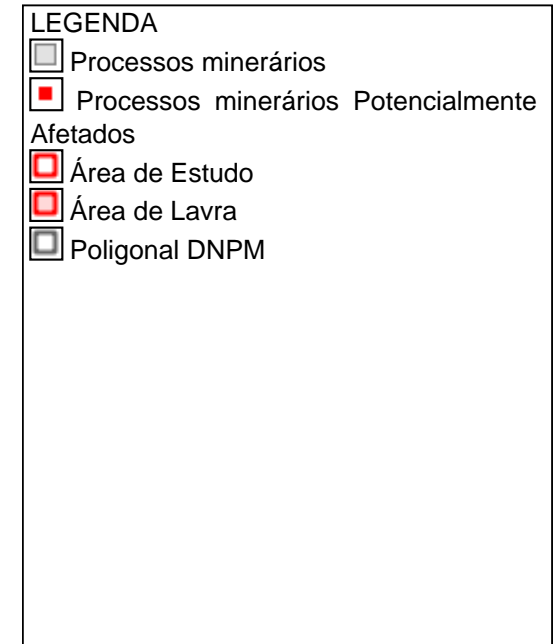 LEGENDA
Processos minerários
Processos minerários Potencialmente
Afetados
Área de Estudo
Área de Lavra
Poligonal DNPM